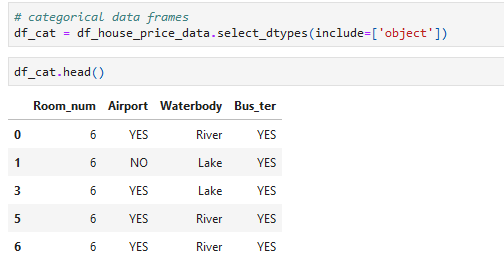 # categorical data frames
df_cat = df_house_price_data.select_dtypes(include=['object'])
df_cat.head()
Room_num Airport Waterbody Bus_ter
0 6 YES River YES
1 6 NO Lake YES
3 6 YES Lake YES
5 6 YES River YES
6 6 YES River YES